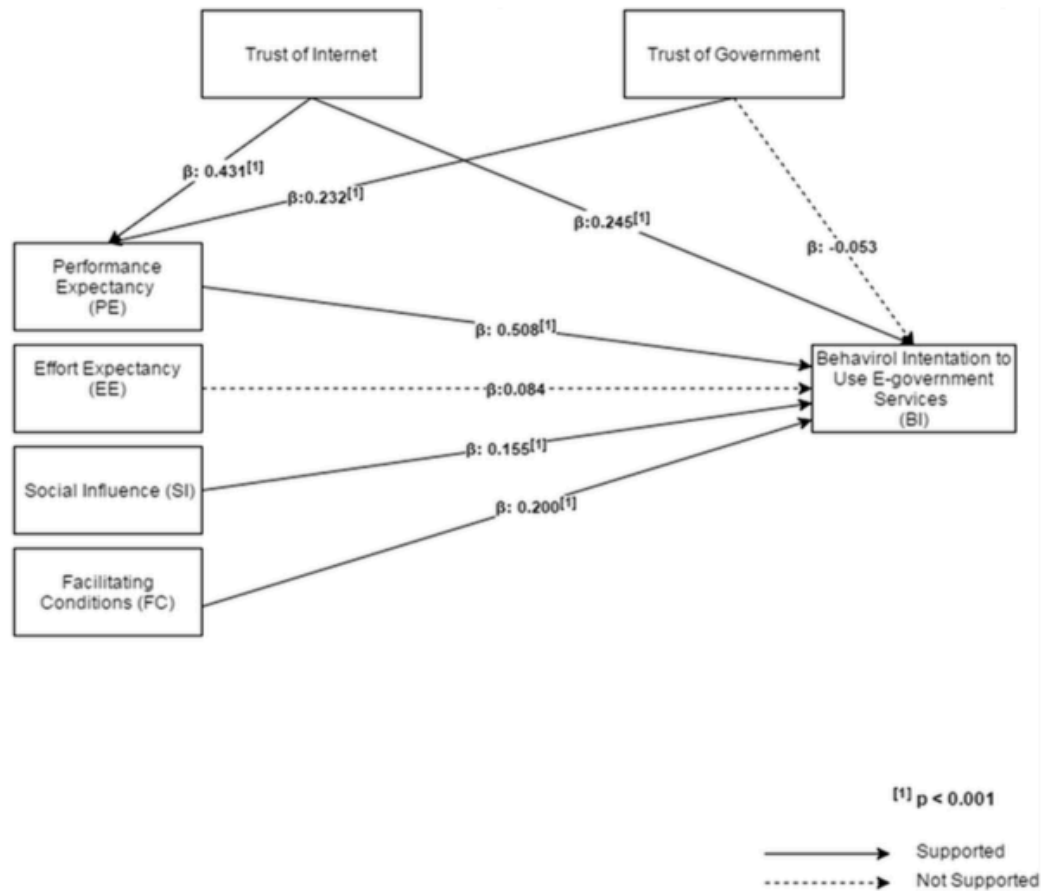 Trust of Internet
Trust of Government
β: 0.431[1]
β:0.232[1]
β:0.245[1]
β: -0.053
Performance
Expectancy
(PE)
β: 0.508[1]
Effort Expectancy
(EE)
β:0.084
Behavirol Intentation to
Use E-government
Services
(BI)
Social Influence (SI)
β: 0.155[1]
β: 0.200[1]
Facilitating
Conditions (FC)
[1] p < 0.001
Supported
Not Supported